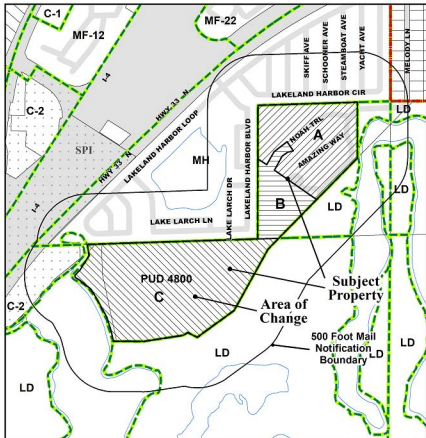 C-1
MF-12
MF-22
C-2
I-4
SPI
HWY 33 N
HWY 33 N
LAKELAND HARBOR LOOP
SKIFF AVE
SCHOONER AVE
STEAMBOAT AVE
YACHT AVE
MELODY LN
LAKELAND HARBOR CIR
LD
NOAH TRL
A
AMAZING WAY
MH
LAKELAND HARBOR BLVD
I-4
LAKE LARCH LN
LAKE LARCH DR
B
LD
C-2
PUD 4800
C
Subject
Property
Area of
Change
LD
500 Foot Mail
Notification
Boundary
LD
LD
LD
LD